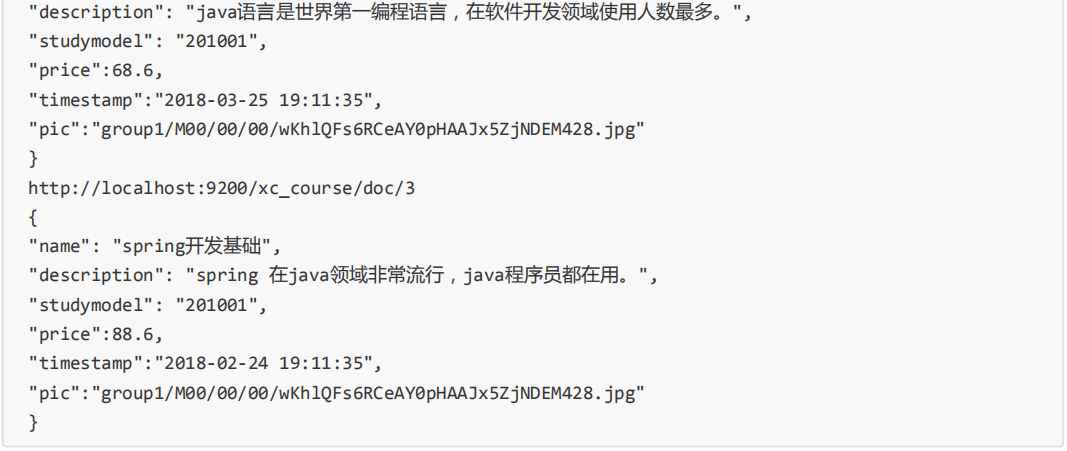 "description": "java语言是世界第一编程语言，在软件开发领域使用人数最多。",
"studymodel": "201001",
"price":68.6,
"timestamp":"2018-03-25 19:11:35",
"pic":"group1/M00/00/00/wKhlQFs6RCeAY0pHAAJx5ZjNDEM428.jpg"
}
http://localhost:9200/xc_course/doc/3
{
"name": "spring开发基础",
"description": "spring 在java领域非常流行，java程序员都在用。",
"studymodel": "201001",
"price":88.6,
"timestamp":"2018-02-24 19:11:35",
"pic":"group1/M00/00/00/wKhlQFs6RCeAY0pHAAJx5ZjNDEM428.jpg"
}